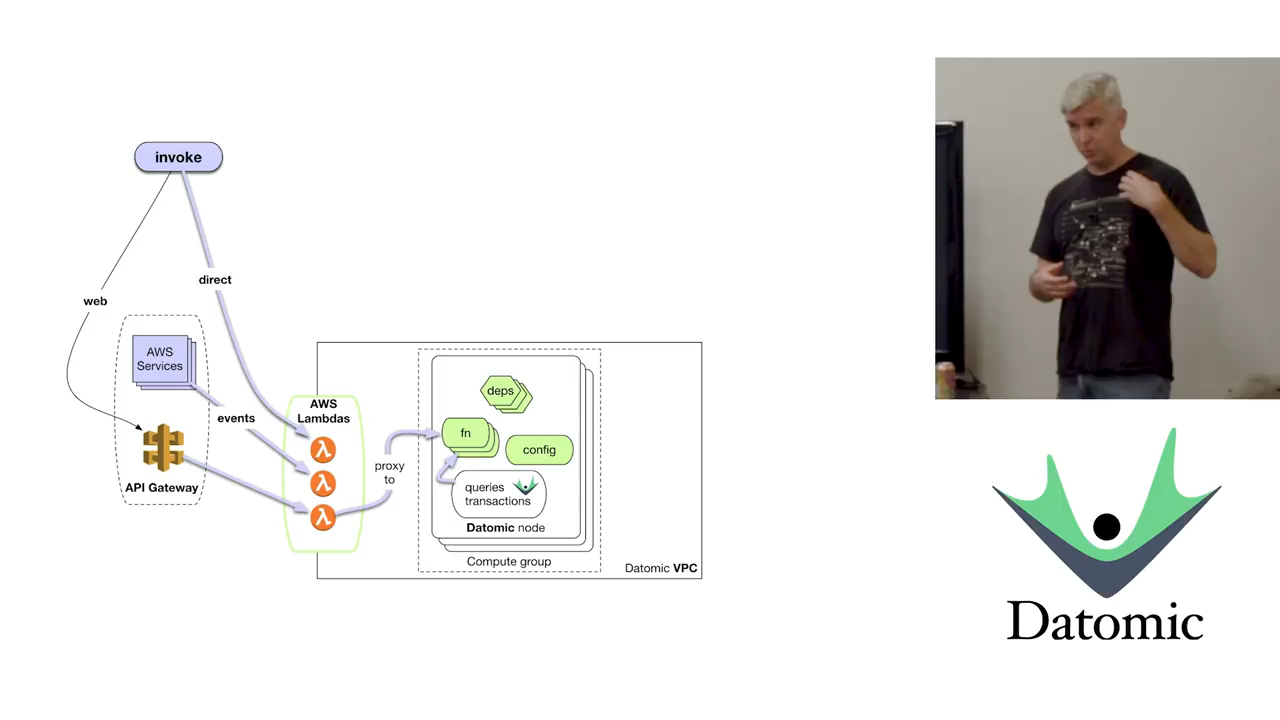 invoke
direct
web
AWS
Services
events
API Gateway
AWS
Lambdas
proxy
to
deps
fn
config
queries
transactions
Datomic node
Compute group
Datomic VPC
Datomic